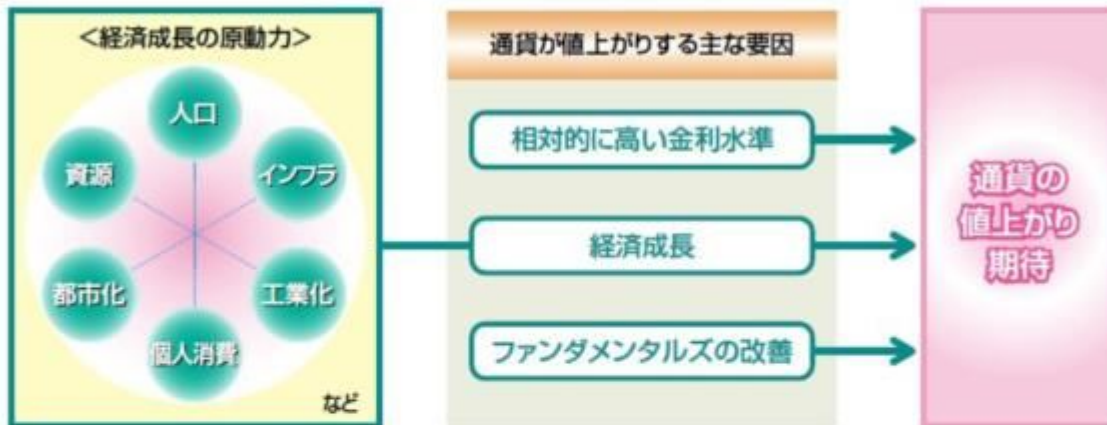 <経済成長の原動力>
人口
資源
インフラ
都市化
工業化
個人消費
など
通貨が値上がりする主な要因
相対的に高い金利水準
経済成長
ファンダメンタルズの改善
通貨の
値上がり
期待